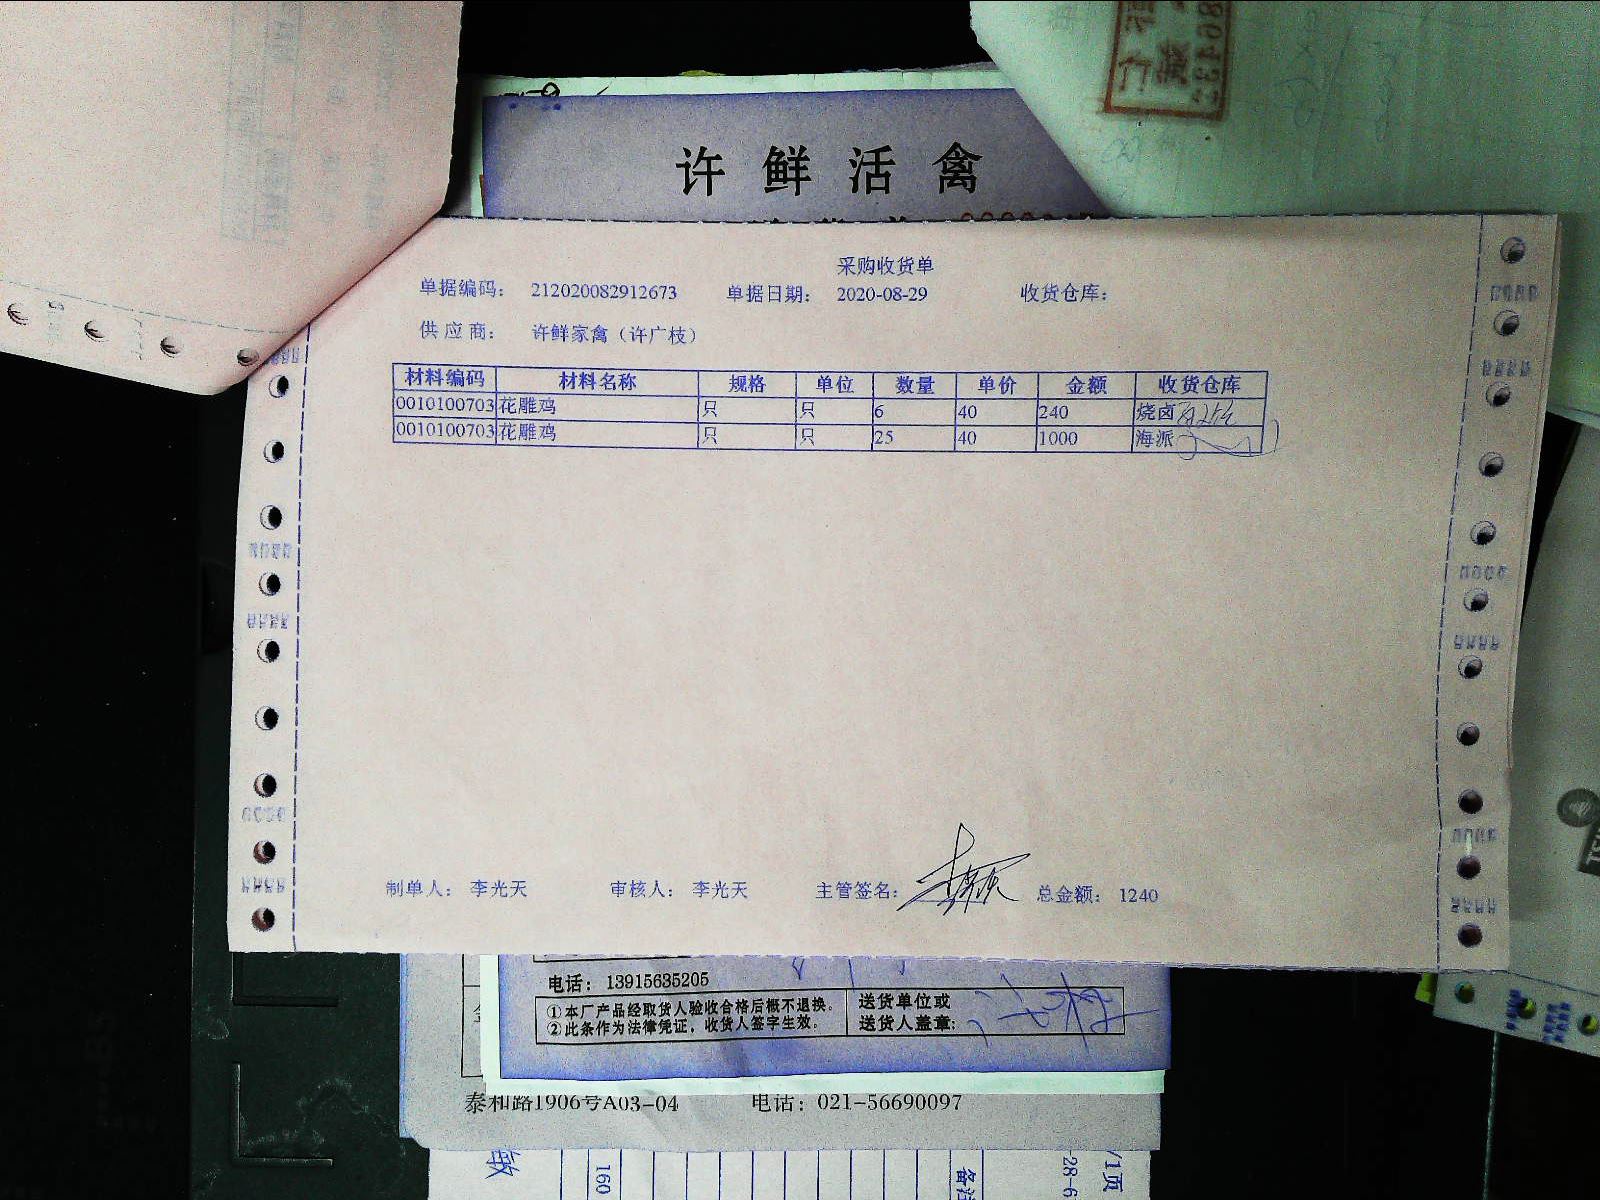 许鲜活禽
采购收货单
单据编码： 212020082912673 单据日期： 2020-08-29 收货仓库：
供应商： 许鲜家禽（许广枝）
材料编码 材料名称 规格 单位 数量 单价 金额 收货仓库
0010100703 花雕鸡 只 只 6 40 240 烧卤
0010100703 花雕鸡 只 只 25 40 1000 海派
制单人： 李光天 审核人： 李光天 主管签名： 总金额： 1240
电话： 13915635205
①本厂产品经取货人验收合格后概不退换。 送货单位或
②此条作为法律凭证，收货人签字生效。 送货人盖章：
泰和路1906号A03-04 电话：021-56690097
160
备注
-28-6
/1页